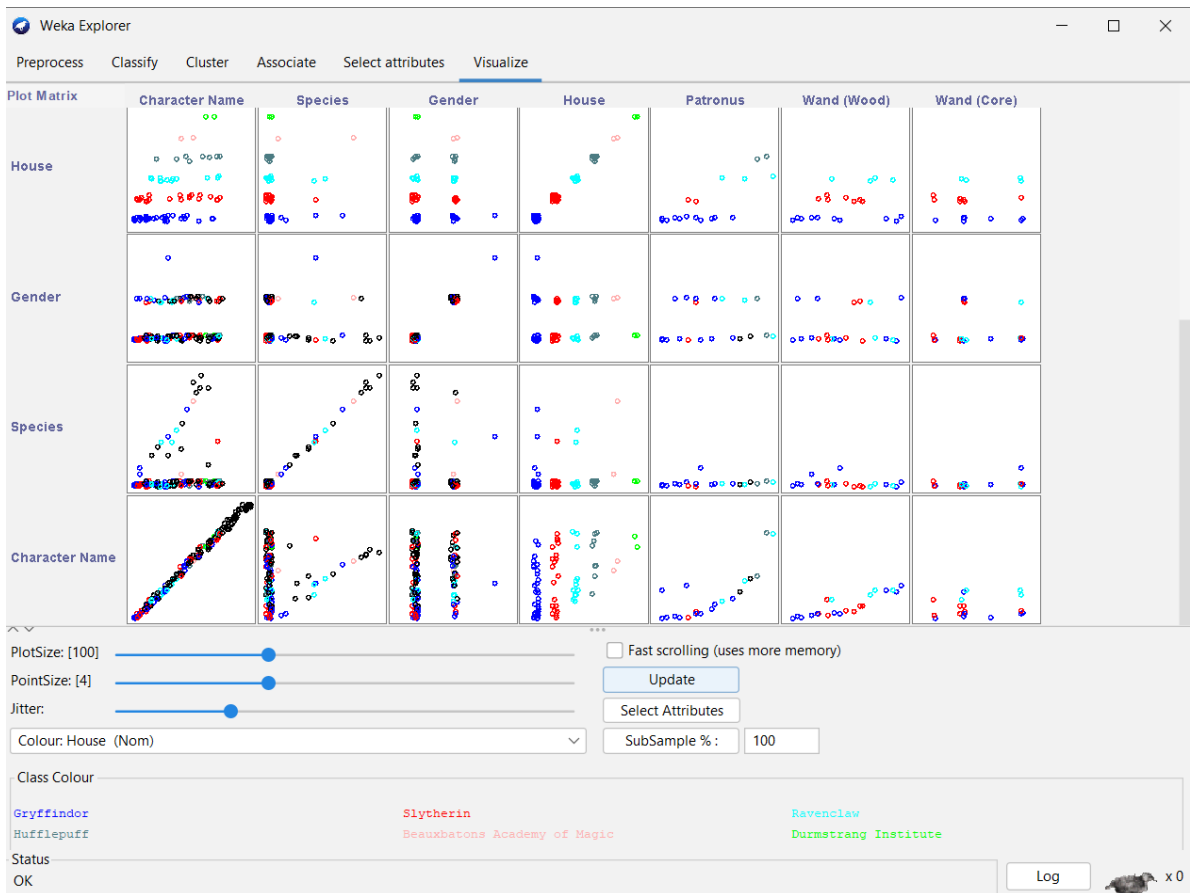 Weka Explorer
Preprocess Classify Cluster Associate Select attributes Visualize
Plot Matrix Character Name Species Gender House Patronus Wand (Wood) Wand (Core)
House
Gender
Species
Character Name
PlotSize: [100] Fast scrolling (uses more memory)
PointSize: [4] Update
Jitter: Select Attributes
Colour: House (Nom) SubSample % : 100
Class Colour
Gryffindor Slytherin Ravenclaw
Hufflepuff Beauxbatons Academy of Magic Durmstrang Institute
Status
OK Log x 0